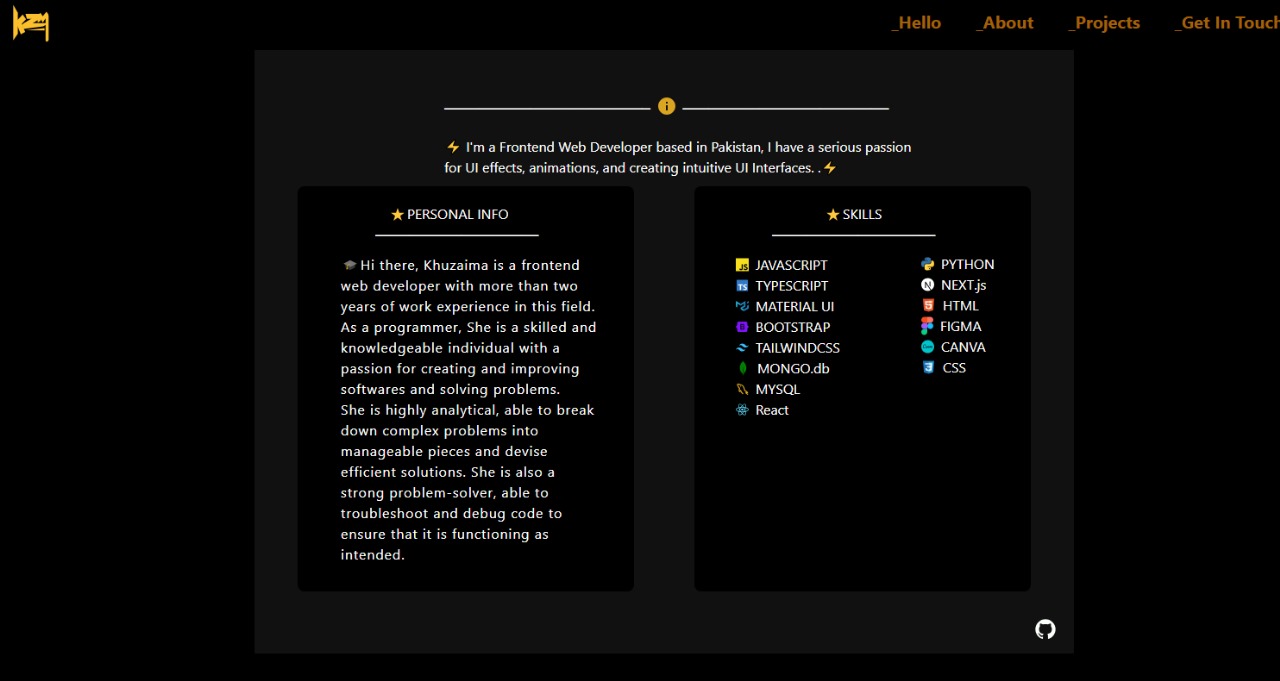 _Hello _About _Projects _Get In Touch
I'm a Frontend Web Developer based in Pakistan, I have a serious passion
for UI effects, animations, and creating intuitive UI Interfaces. .
PERSONAL INFO
Hi there, Khuzaima is a frontend
web developer with more than two
years of work experience in this field.
As a programmer, She is a skilled and
knowledgeable individual with a
passion for creating and improving
softwares and solving problems.
She is highly analytical, able to break
down complex problems into
manageable pieces and devise
efficient solutions. She is also a
strong problem-solver, able to
troubleshoot and debug code to
ensure that it is functioning as
intended.
SKILLS
JAVASCRIPT
TYPESCRIPT
MATERIAL UI
BOOTSTRAP
TAILWINDCSS
MONGO.db
MYSQL
React
PYTHON
NEXT.js
HTML
FIGMA
CANVA
CSS